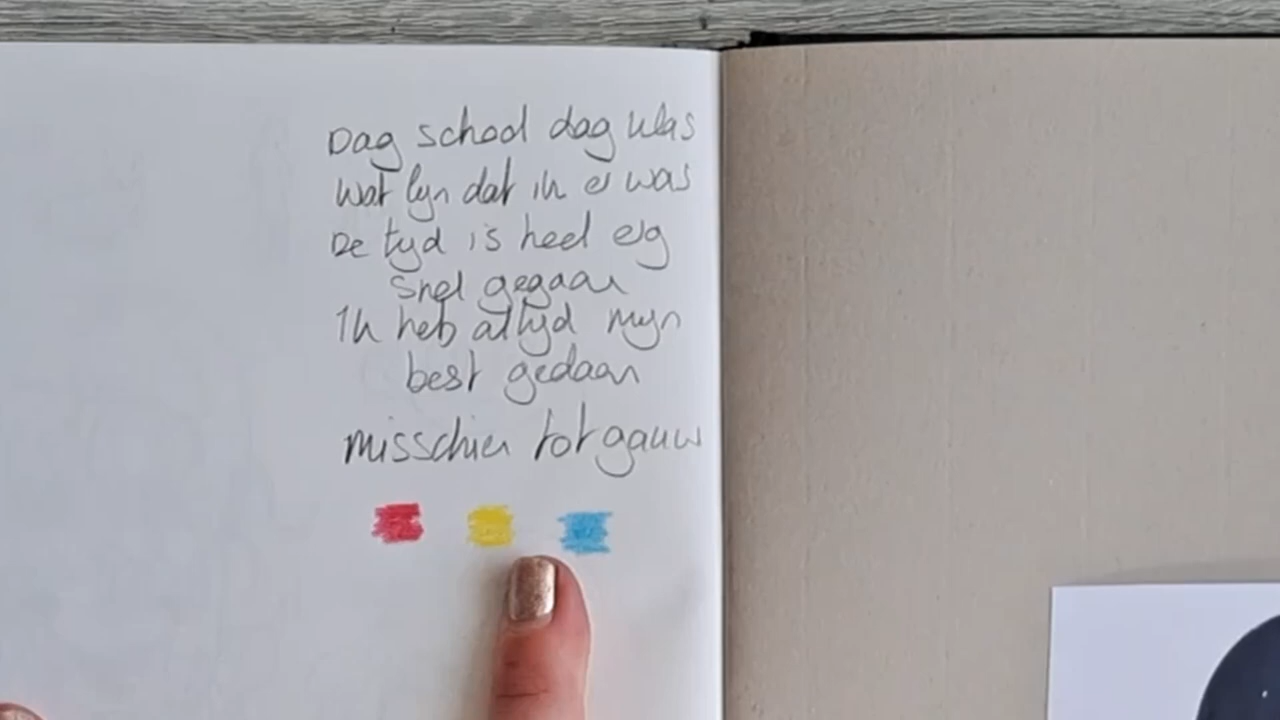 Dag school dag klas
wat fijn dat ik er was
De tijd is heel erg
snel gegaan
Ik heb altijd mijn
best gedaan
misschien tot gauw